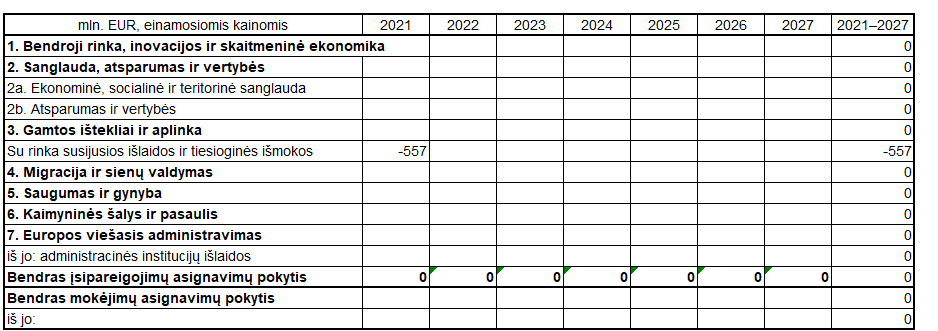 mln. EUR, einamosiomis kainomis 2021 2022 2023 2024 2025 2026 2027 2021–2027
1. Bendroji rinka, inovacijos ir skaitmeninė ekonomika 0
2. Sanglauda, atsparumas ir vertybės 0
2a. Ekonominė, socialinė ir teritorinė sanglauda 0
2b. Atsparumas ir vertybės 0
3. Gamtos ištekliai ir aplinka 0
Su rinka susijusios išlaidos ir tiesioginės išmokos -557 -557
4. Migracija ir sienų valdymas 0
5. Saugumas ir gynyba 0
6. Kaimyninės šalys ir pasaulis 0
7. Europos viešasis administravimas 0
iš jo: administracinės institucijų išlaidos 0
Bendras įsipareigojimų asignavimų pokytis 0 0 0 0 0 0 0 0
Bendras mokėjimų asignavimų pokytis 0
iš jo: 0